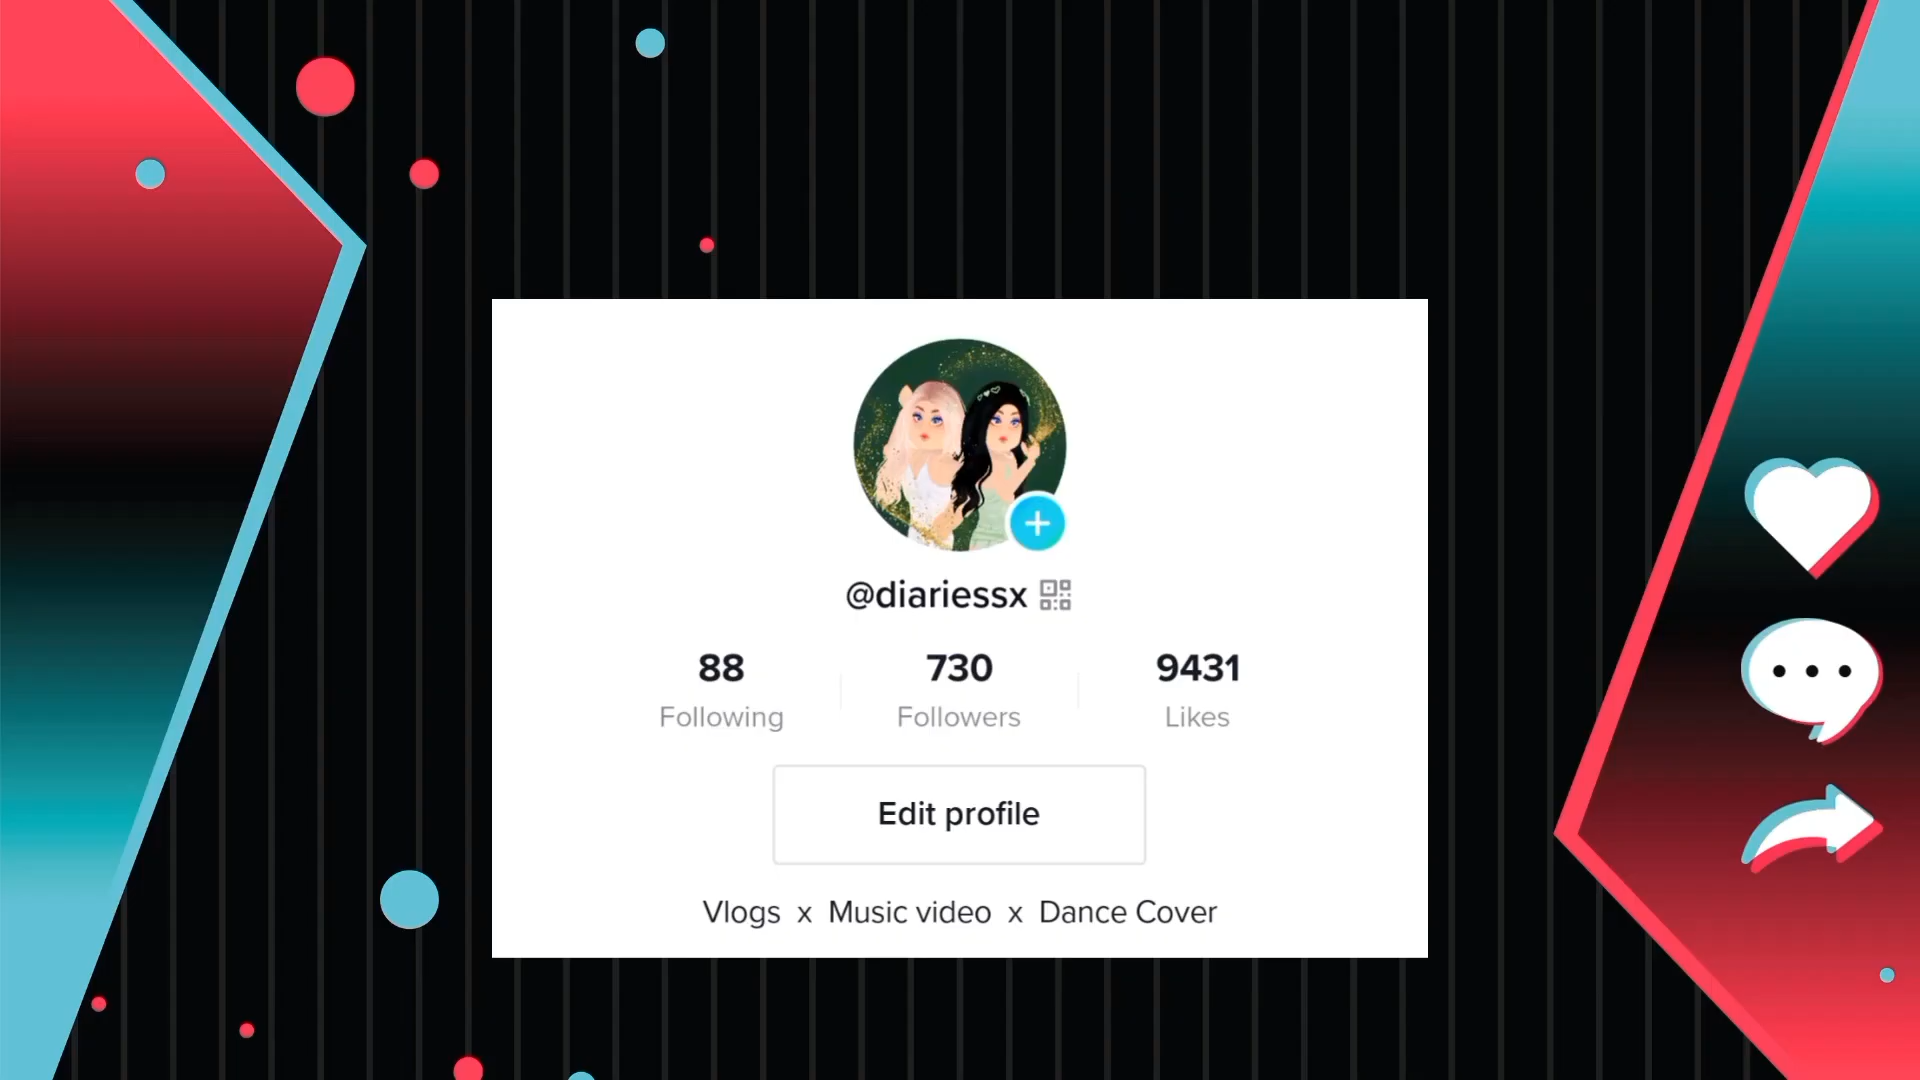 @diariessx
88 730 9431
Following Followers Likes
Edit profile
Vlogs x Music video x Dance Cover